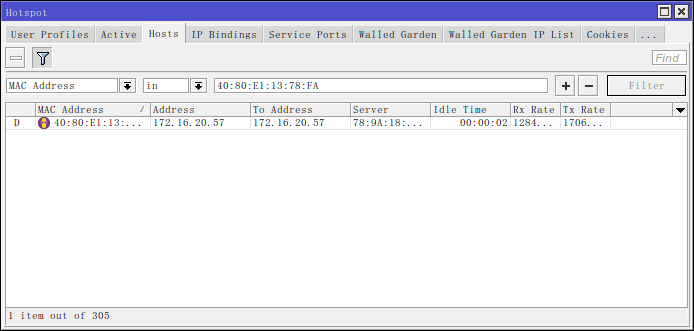 Hotspot
User Profiles Active Hosts IP Bindings Service Ports Walled Garden Walled Garden IP List Cookies ...
Find
MAC Address in 40:80:E1:13:78:FA Filter
MAC Address Address To Address Server Idle Time Rx Rate Tx Rate
D 40:80:E1:13:... 172.16.20.57 172.16.20.57 78:9A:18:... 00:00:02 1284... 1706...
1 item out of 305